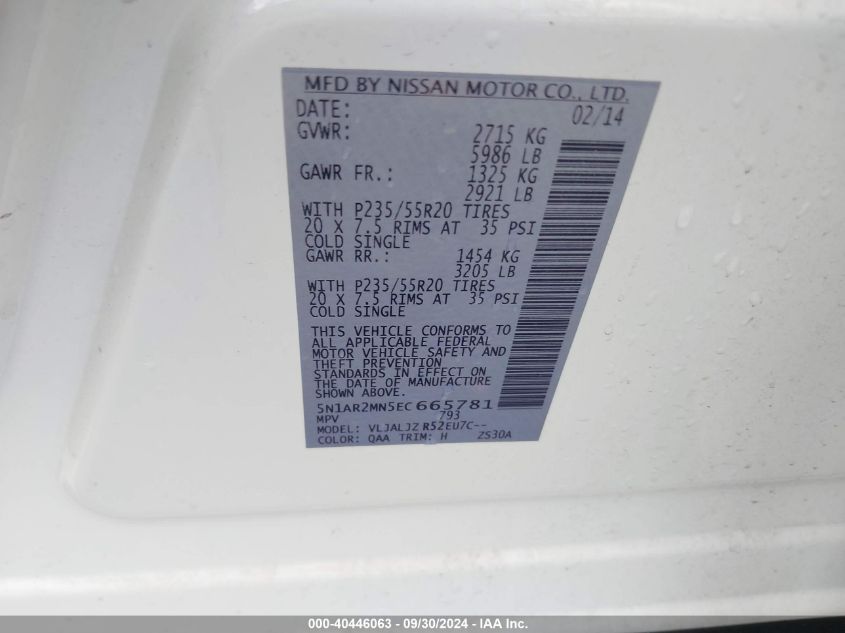 MFD BY NISSAN MOTOR CO., LTD.
DATE: 02/14
GVWR: 2715 KG
5986 LB
GAWR FR.: 1325 KG
2921 LB
WITH P235/55R20 TIRES
20 X 7.5 RIMS AT 35 PSI
COLD SINGLE
GAWR RR.: 1454 KG
3205 LB
WITH P235/55R20 TIRES
20 X 7.5 RIMS AT 35 PSI
COLD SINGLE
THIS VEHICLE CONFORMS TO
ALL APPLICABLE FEDERAL
MOTOR VEHICLE SAFETY AND
THEFT PREVENTION
STANDARDS IN EFFECT ON
THE DATE OF MANUFACTURE
SHOWN ABOVE.
5N1AR2MN5EC665781
MPV 793
MODEL: VLJALJZ R52EU7C--
COLOR: QAA TRIM: H ZS30A
000-40446063 - 09/30/2024 - IAA Inc.